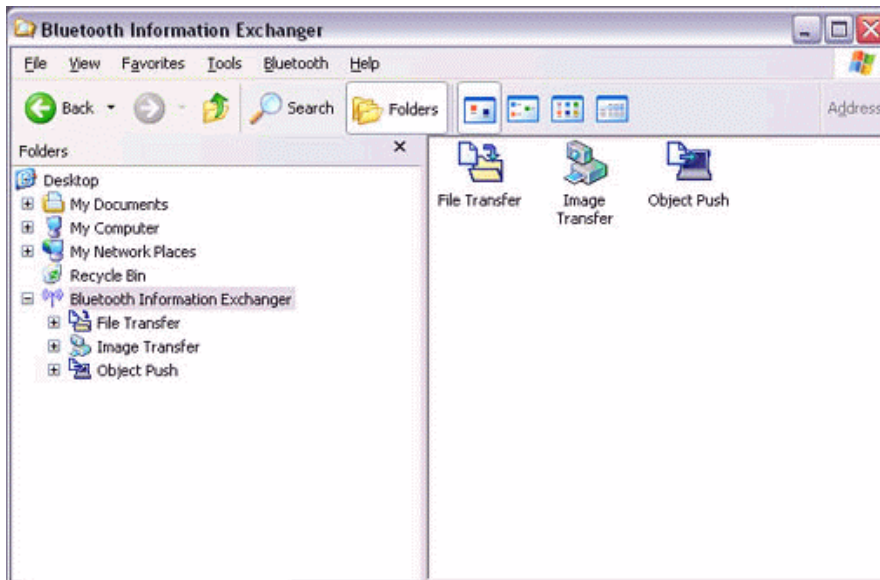 Bluetooth Information Exchanger
File View Favorites Tools Bluetooth Help
Back Search Folders Address
Folders
Desktop
My Documents
My Computer
My Network Places
Recycle Bin
Bluetooth Information Exchanger
File Transfer
Image Transfer
Object Push
File Transfer
Image
Transfer
Object Push